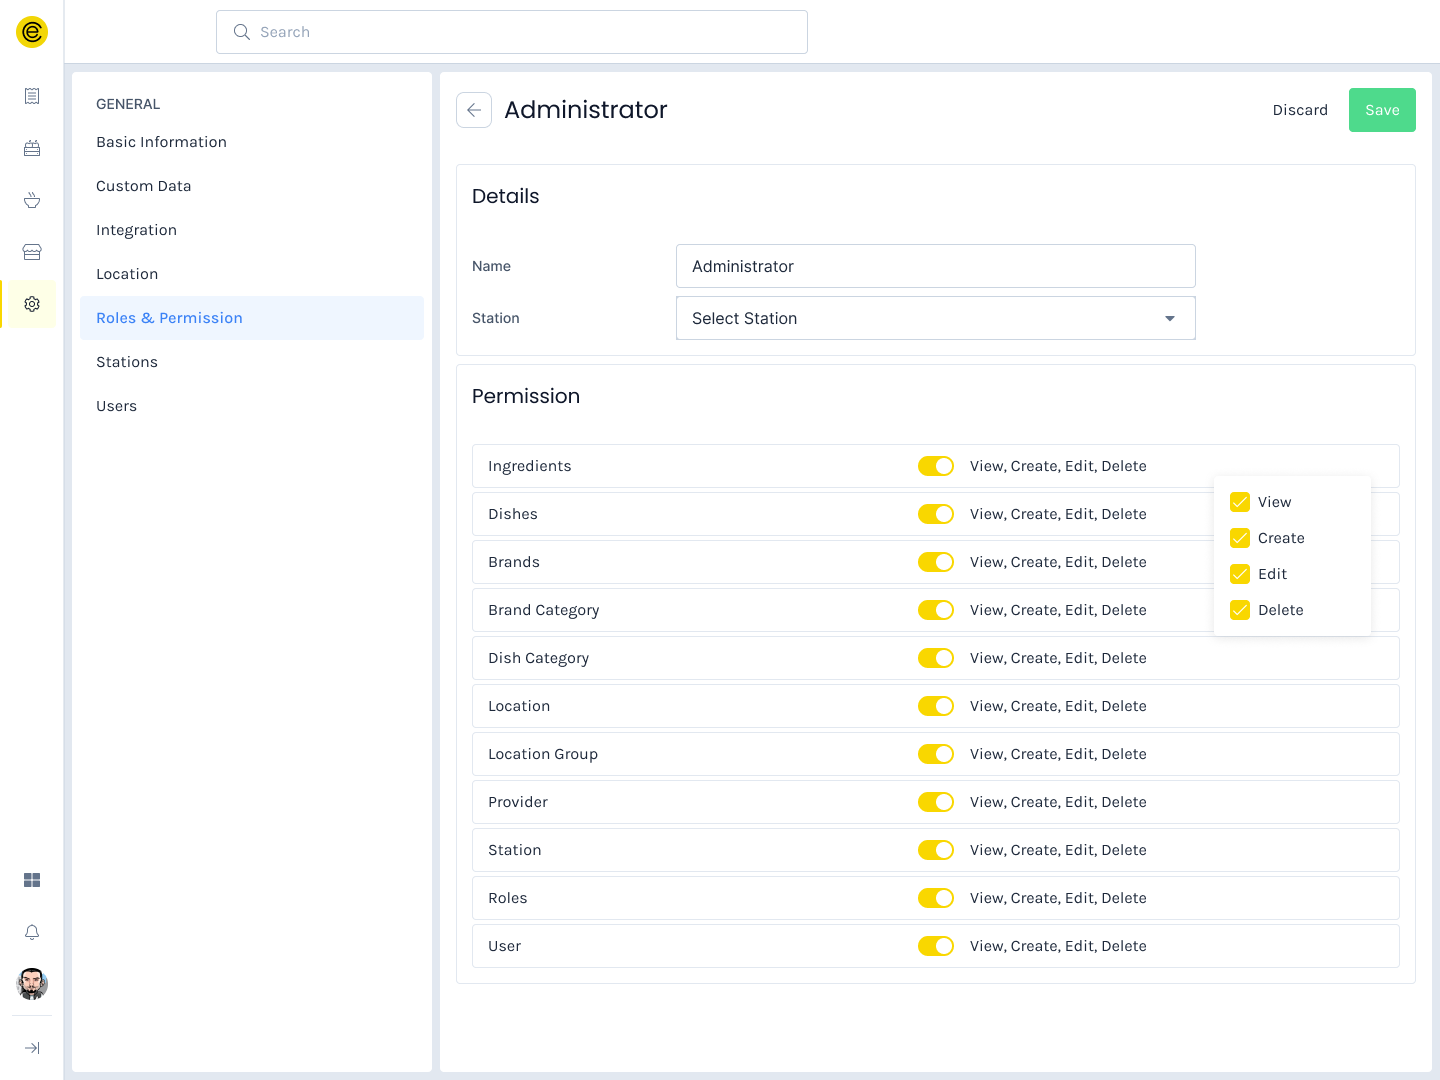 Search
GENERAL
Basic Information
Custom Data
Integration
Location
Roles & Permission
Stations
Users
Administrator
Discard
Save
Details
Name
Administrator
Station
Select Station
Permission
Ingredients View, Create, Edit, Delete
Dishes View, Create, Edit, Delete
Brands View, Create, Edit, Delete
Brand Category View, Create, Edit, Delete
Dish Category View, Create, Edit, Delete
Location View, Create, Edit, Delete
Location Group View, Create, Edit, Delete
Provider View, Create, Edit, Delete
Station View, Create, Edit, Delete
Roles View, Create, Edit, Delete
User View, Create, Edit, Delete
View
Create
Edit
Delete